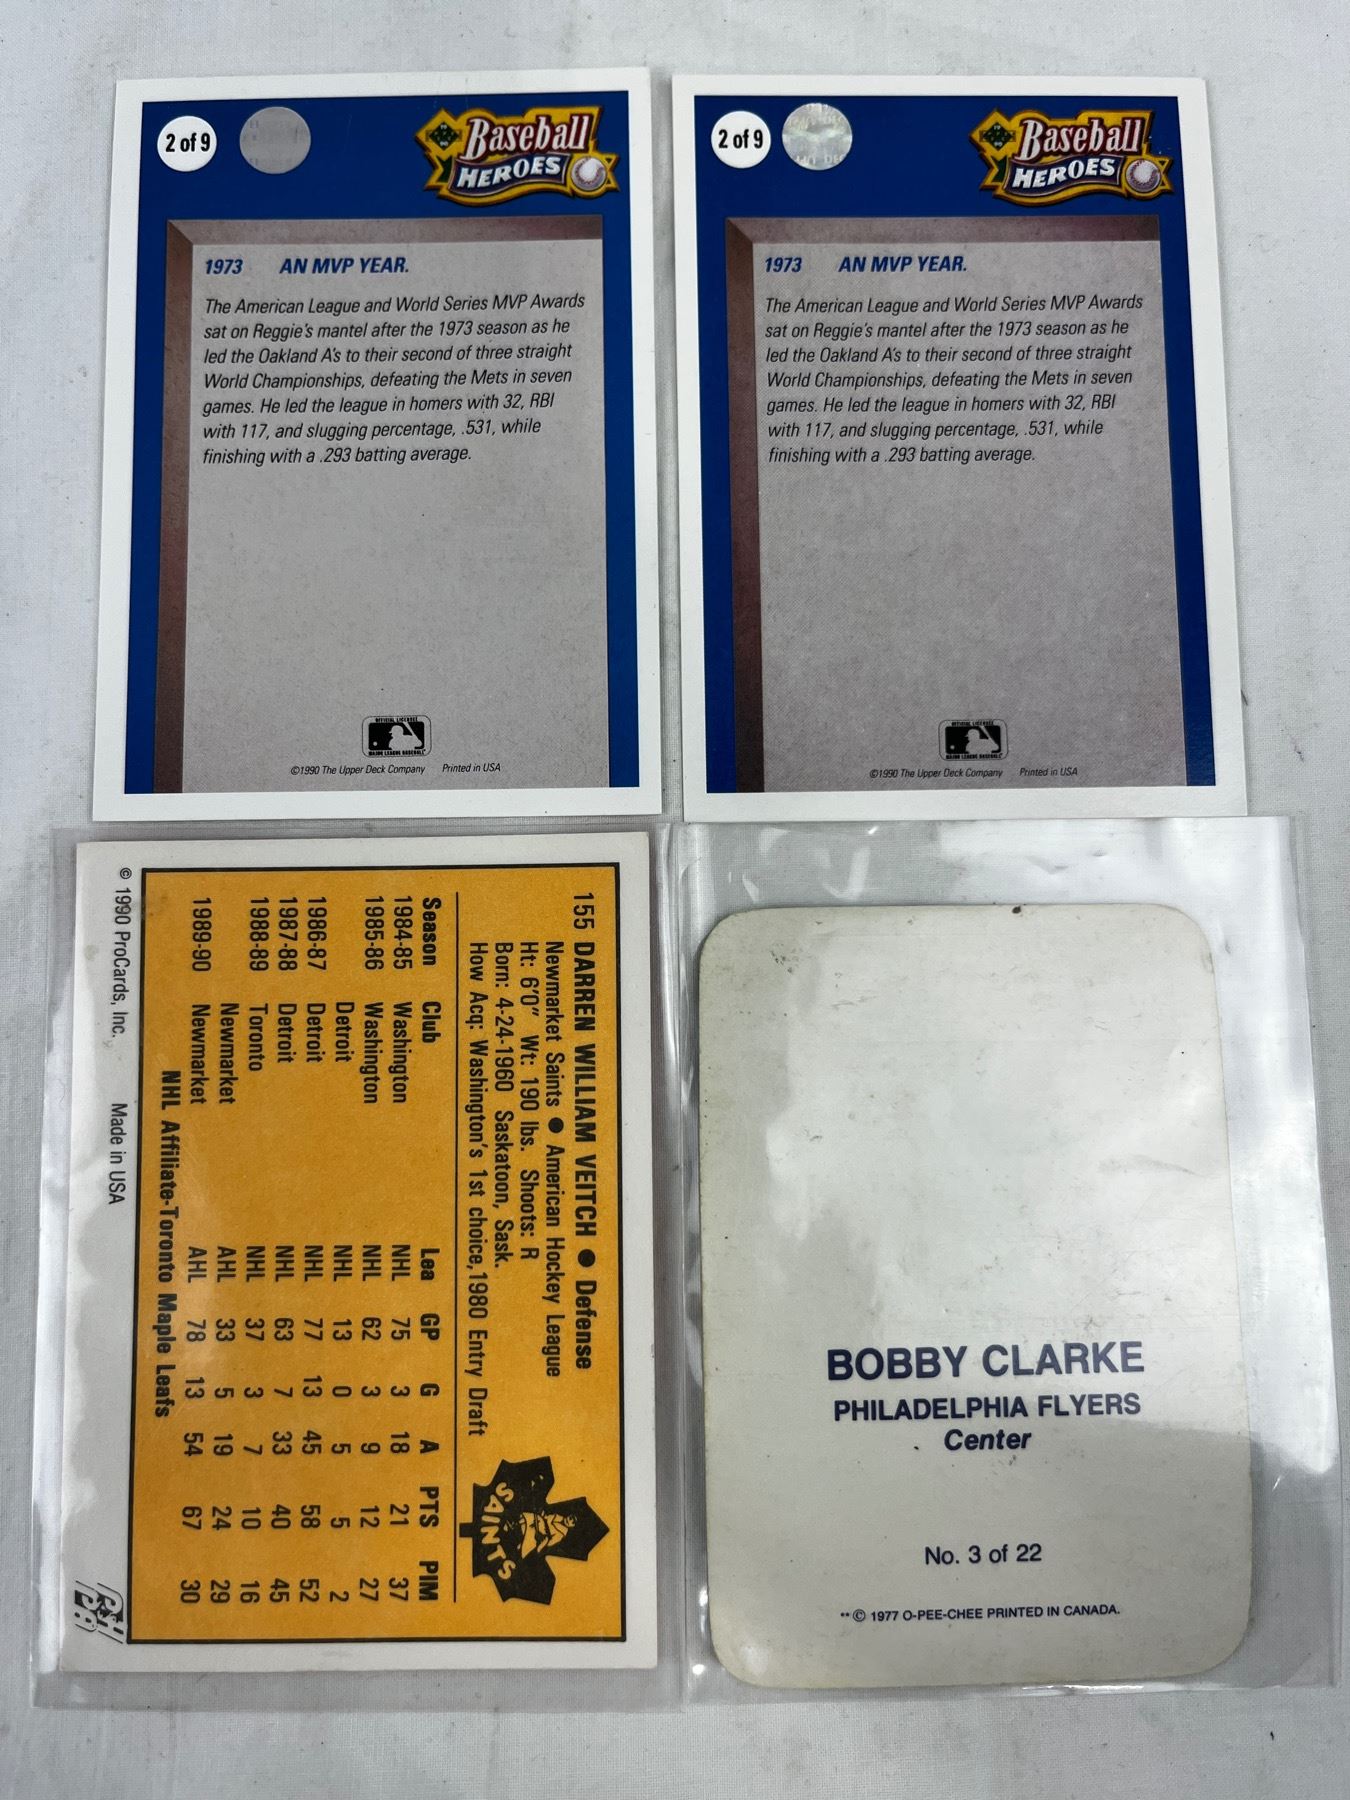 2 of 9
Baseball
HEROES
1973 AN MVP YEAR.
The American League and World Series MVP Awards
sat on Reggie's mantel after the 1973 season as he
led the Oakland A's to their second of three straight
World Championships, defeating the Mets in seven
games. He led the league in homers with 32, RBI
with 117, and slugging percentage, .531, while
finishing with a .293 batting average.
©1990 The Upper Deck Company Printed in USA
2 of 9
Baseball
HEROES
1973 AN MVP YEAR.
The American League and World Series MVP Awards
sat on Reggie's mantel after the 1973 season as he
led the Oakland A's to their second of three straight
World Championships, defeating the Mets in seven
games. He led the league in homers with 32, RBI
with 117, and slugging percentage, .531, while
finishing with a .293 batting average.
©1990 The Upper Deck Company Printed in USA
155 DARREN WILLIAM VEITCH ● Defense
Newmarket Saints ● American Hockey League
Ht: 6'0" Wt: 190 lbs. Shoots: R
Born: 4-24-1960 Saskatoon, Sask.
How Acq: Washington's 1st choice, 1980 Entry Draft
SAINTS
Season Club Lea GP G A PTS PIM
1984-85 Washington NHL 75 3 18 21 37
1985-86 Washington NHL 62 3 9 12 27
Detroit NHL 13 0 5 5 2
1986-87 Detroit NHL 77 13 45 58 52
1987-88 Detroit NHL 63 7 33 40 45
1988-89 Toronto NHL 37 3 7 10 16
Newmarket AHL 33 5 19 24 29
1989-90 Newmarket AHL 78 13 54 67 30
NHL Affiliate-Toronto Maple Leafs
© 1990 ProCards, Inc. Made in USA
BOBBY CLARKE
PHILADELPHIA FLYERS
Center
No. 3 of 22
** © 1977 O-PEE-CHEE PRINTED IN CANADA.